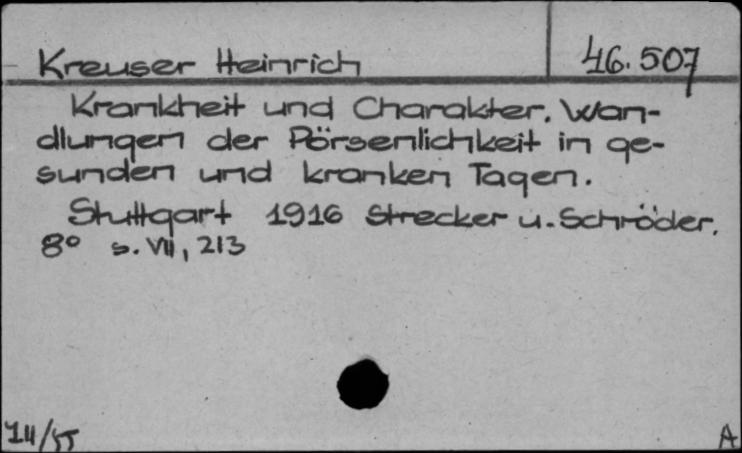 Kreuser Heinrich 46.507
Krankheit und Charakter. Wan-
dlungen der Pörsenlichkeit in ge-
sunden und kranken Tagen.
Stuttgart 1916 Strecker u. Schröder.
8° s. VII, 213
A